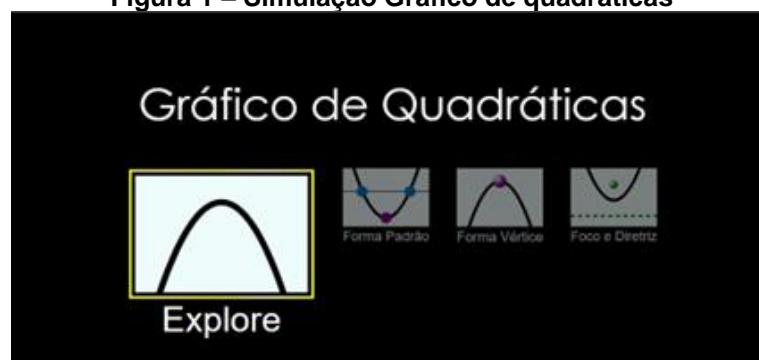 Figura 1 – Simulação Gráfico de quadráticas
Gráfico de Quadráticas
Forma Padrão
Forma Vértice
Foco e Diretriz
Explore